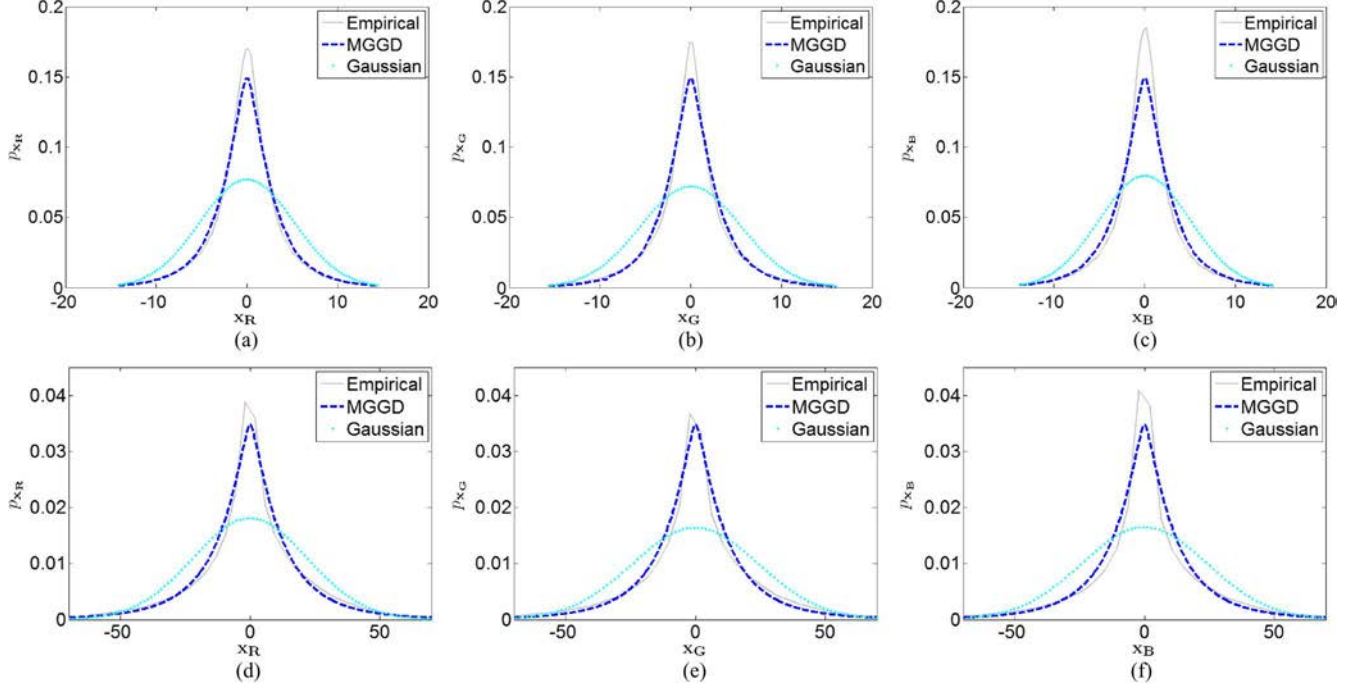 0.2
0.15
0.1
0.05
0
-20
-10
0
10
20
p_{x_R}
x_R
Empirical
MGGD
Gaussian
(a)
0.2
0.15
0.1
0.05
0
-20
-10
0
10
20
p_{x_G}
x_G
Empirical
MGGD
Gaussian
(b)
0.2
0.15
0.1
0.05
0
-20
-10
0
10
20
p_{x_B}
x_B
Empirical
MGGD
Gaussian
(c)
0.04
0.03
0.02
0.01
0
-50
0
50
p_{x_R}
x_R
Empirical
MGGD
Gaussian
(d)
0.04
0.03
0.02
0.01
0
-50
0
50
p_{x_G}
x_G
Empirical
MGGD
Gaussian
(e)
0.04
0.03
0.02
0.01
0
-50
0
50
p_{x_B}
x_B
Empirical
MGGD
Gaussian
(f)